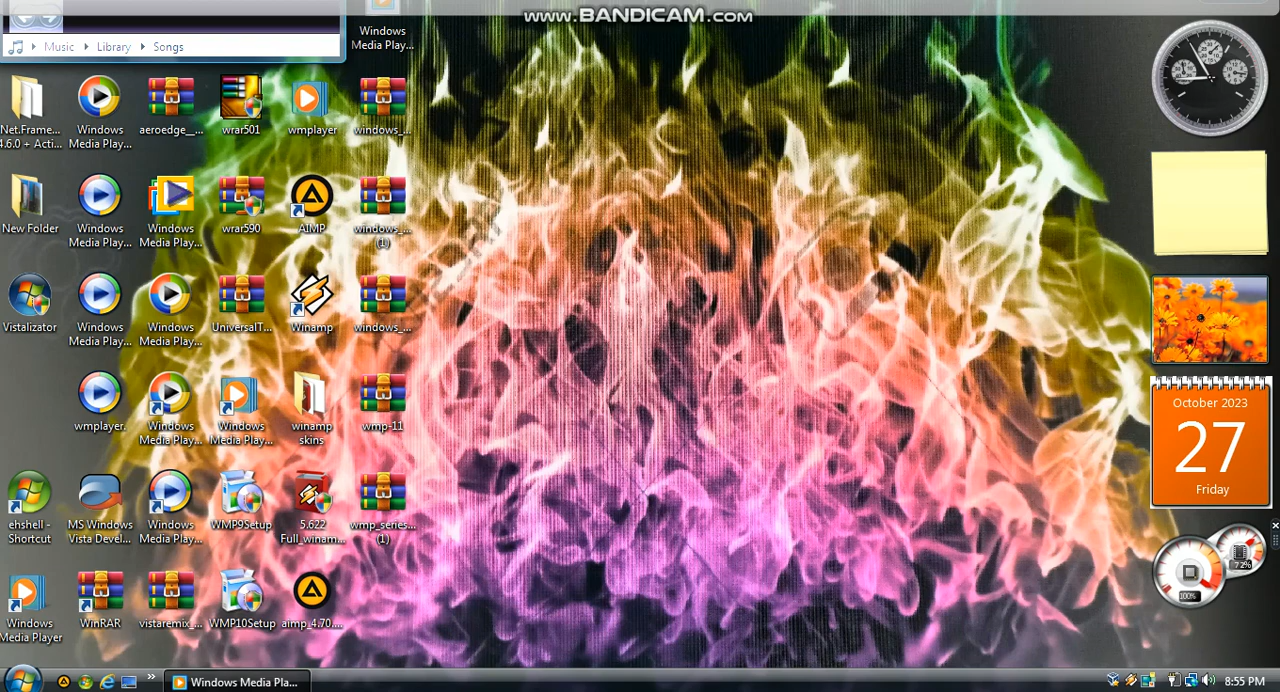 www.BANDICAM.com
Music
Library
Songs
Windows
Media Play...
.Net.Frame...
4.6.0 + Acti...
Windows
Media Play...
aeroedge__...
wrar501
wmplayer
windows_...
New Folder
Windows
Media Play...
Windows
Media Play...
wrar590
AIMP
windows_...
(1)
Vistalizator
Windows
Media Play...
Windows
Media Play...
UniversalT...
Winamp
windows_...
wmplayer.
Windows
Media Play...
Windows
Media Play...
winamp
skins
wmp-11
ehshell -
Shortcut
MS Windows
Vista Devel...
Windows
Media Play...
WMP9Setup
5.622
Full_winam...
wmp_series...
(1)
Windows
Media Player
WinRAR
vistaremix_...
WMP10Setup
aimp_4.70....
October 2023
27
Friday
72%
100%
Windows Media Pla...
8:55 PM